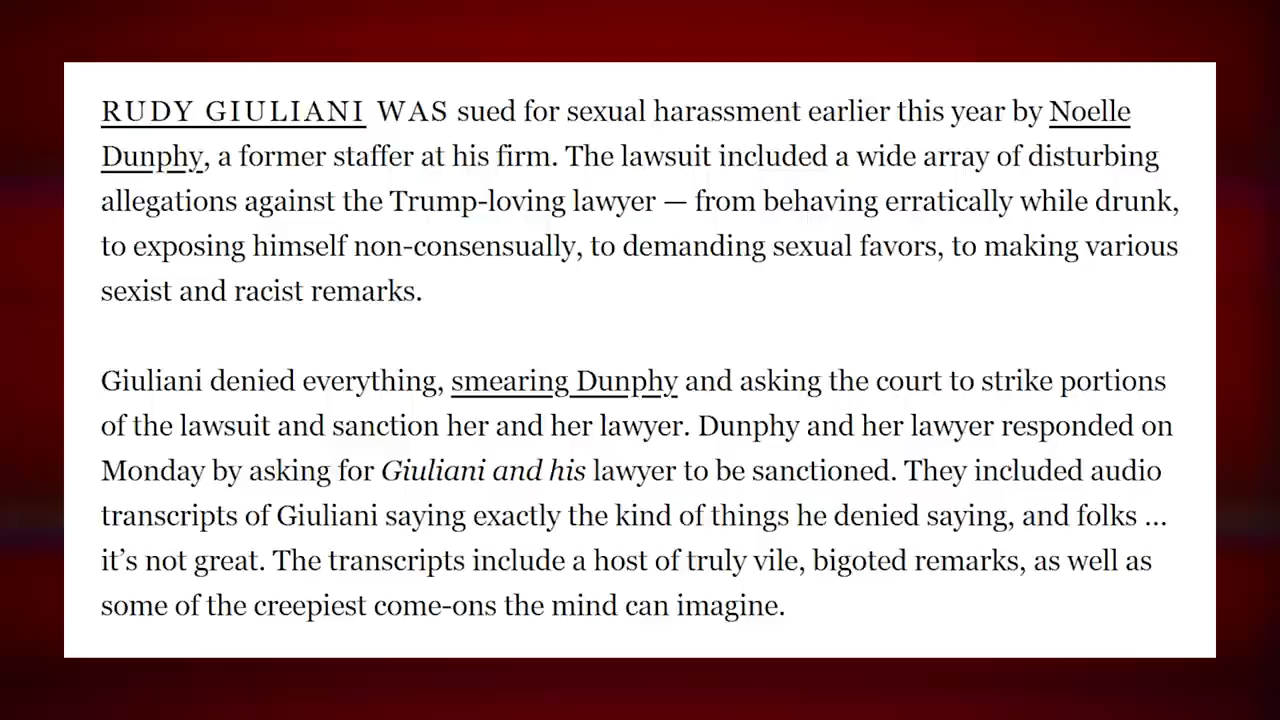 RUDY GIULIANI WAS sued for sexual harassment earlier this year by Noelle
Dunphy, a former staffer at his firm. The lawsuit included a wide array of disturbing
allegations against the Trump-loving lawyer — from behaving erratically while drunk,
to exposing himself non-consensually, to demanding sexual favors, to making various
sexist and racist remarks.
Giuliani denied everything, smearing Dunphy and asking the court to strike portions
of the lawsuit and sanction her and her lawyer. Dunphy and her lawyer responded on
Monday by asking for Giuliani and his lawyer to be sanctioned. They included audio
transcripts of Giuliani saying exactly the kind of things he denied saying, and folks ...
it’s not great. The transcripts include a host of truly vile, bigoted remarks, as well as
some of the creepiest come-ons the mind can imagine.